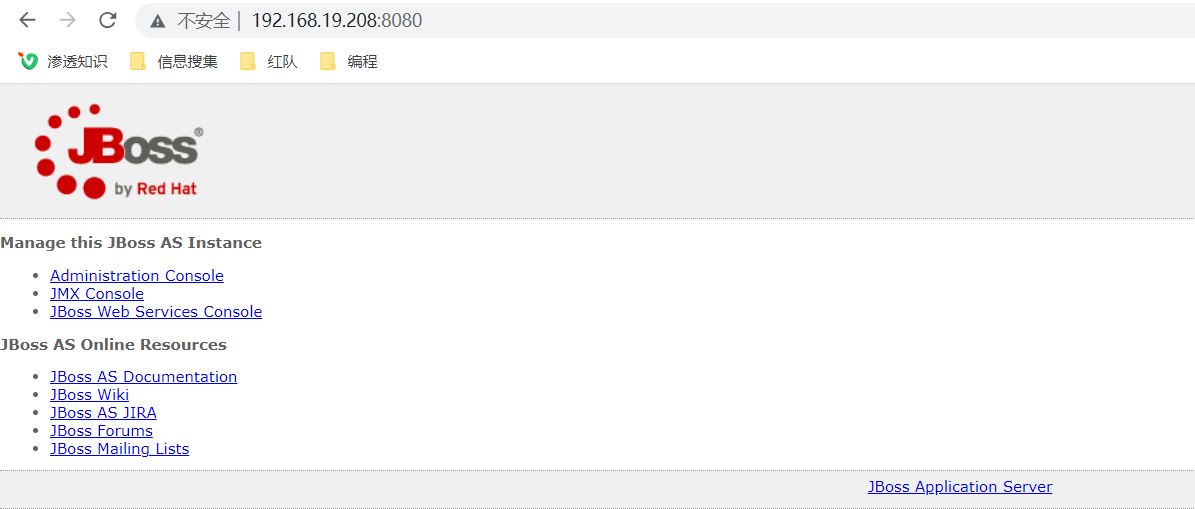 不安全 | 192.168.19.208:8080
渗透知识 信息搜集 红队 编程
JBoss®
by Red Hat
Manage this JBoss AS Instance
Administration Console
JMX Console
JBoss Web Services Console
JBoss AS Online Resources
JBoss AS Documentation
JBoss Wiki
JBoss AS JIRA
JBoss Forums
JBoss Mailing Lists
JBoss Application Server